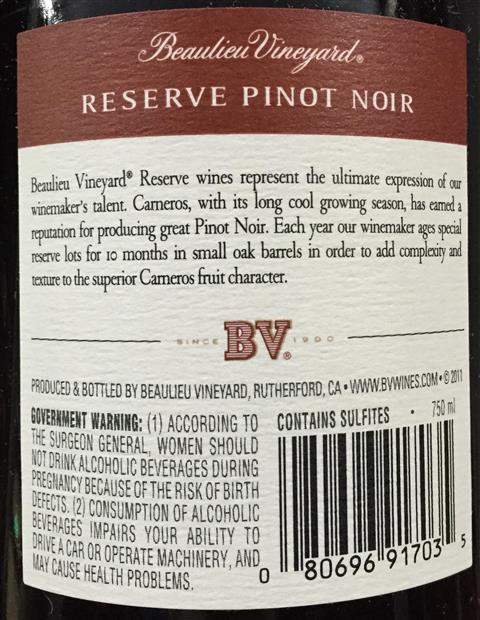 Beaulieu Vineyard®
RESERVE PINOT NOIR
Beaulieu Vineyard® Reserve wines represent the ultimate expression of our
winemaker's talent. Carneros, with its long cool growing season, has earned a
reputation for producing great Pinot Noir. Each year our winemaker ages special
reserve lots for 10 months in small oak barrels in order to add complexity and
texture to the superior Carneros fruit character.
SINCE BV® 1900
PRODUCED & BOTTLED BY BEAULIEU VINEYARD, RUTHERFORD, CA • WWW.BVWINES.COM • © 2011
GOVERNMENT WARNING: (1) ACCORDING TO
THE SURGEON GENERAL, WOMEN SHOULD
NOT DRINK ALCOHOLIC BEVERAGES DURING
PREGNANCY BECAUSE OF THE RISK OF BIRTH
DEFECTS. (2) CONSUMPTION OF ALCOHOLIC
BEVERAGES IMPAIRS YOUR ABILITY TO
DRIVE A CAR OR OPERATE MACHINERY, AND
MAY CAUSE HEALTH PROBLEMS.
CONTAINS SULFITES • 750 ml
0 80696 91703 5